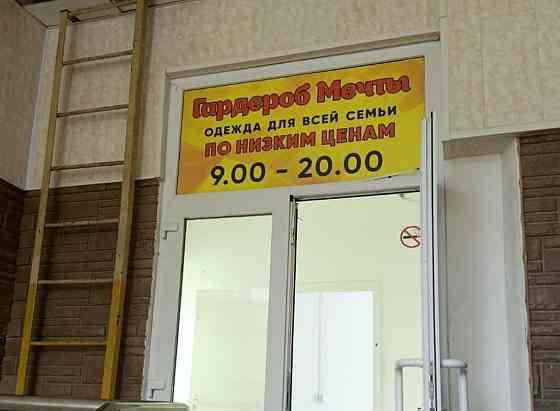 Гардероб Мечты
ОДЕЖДА ДЛЯ ВСЕЙ СЕМЬИ
ПО НИЗКИМ ЦЕНАМ
9.00 - 20.00